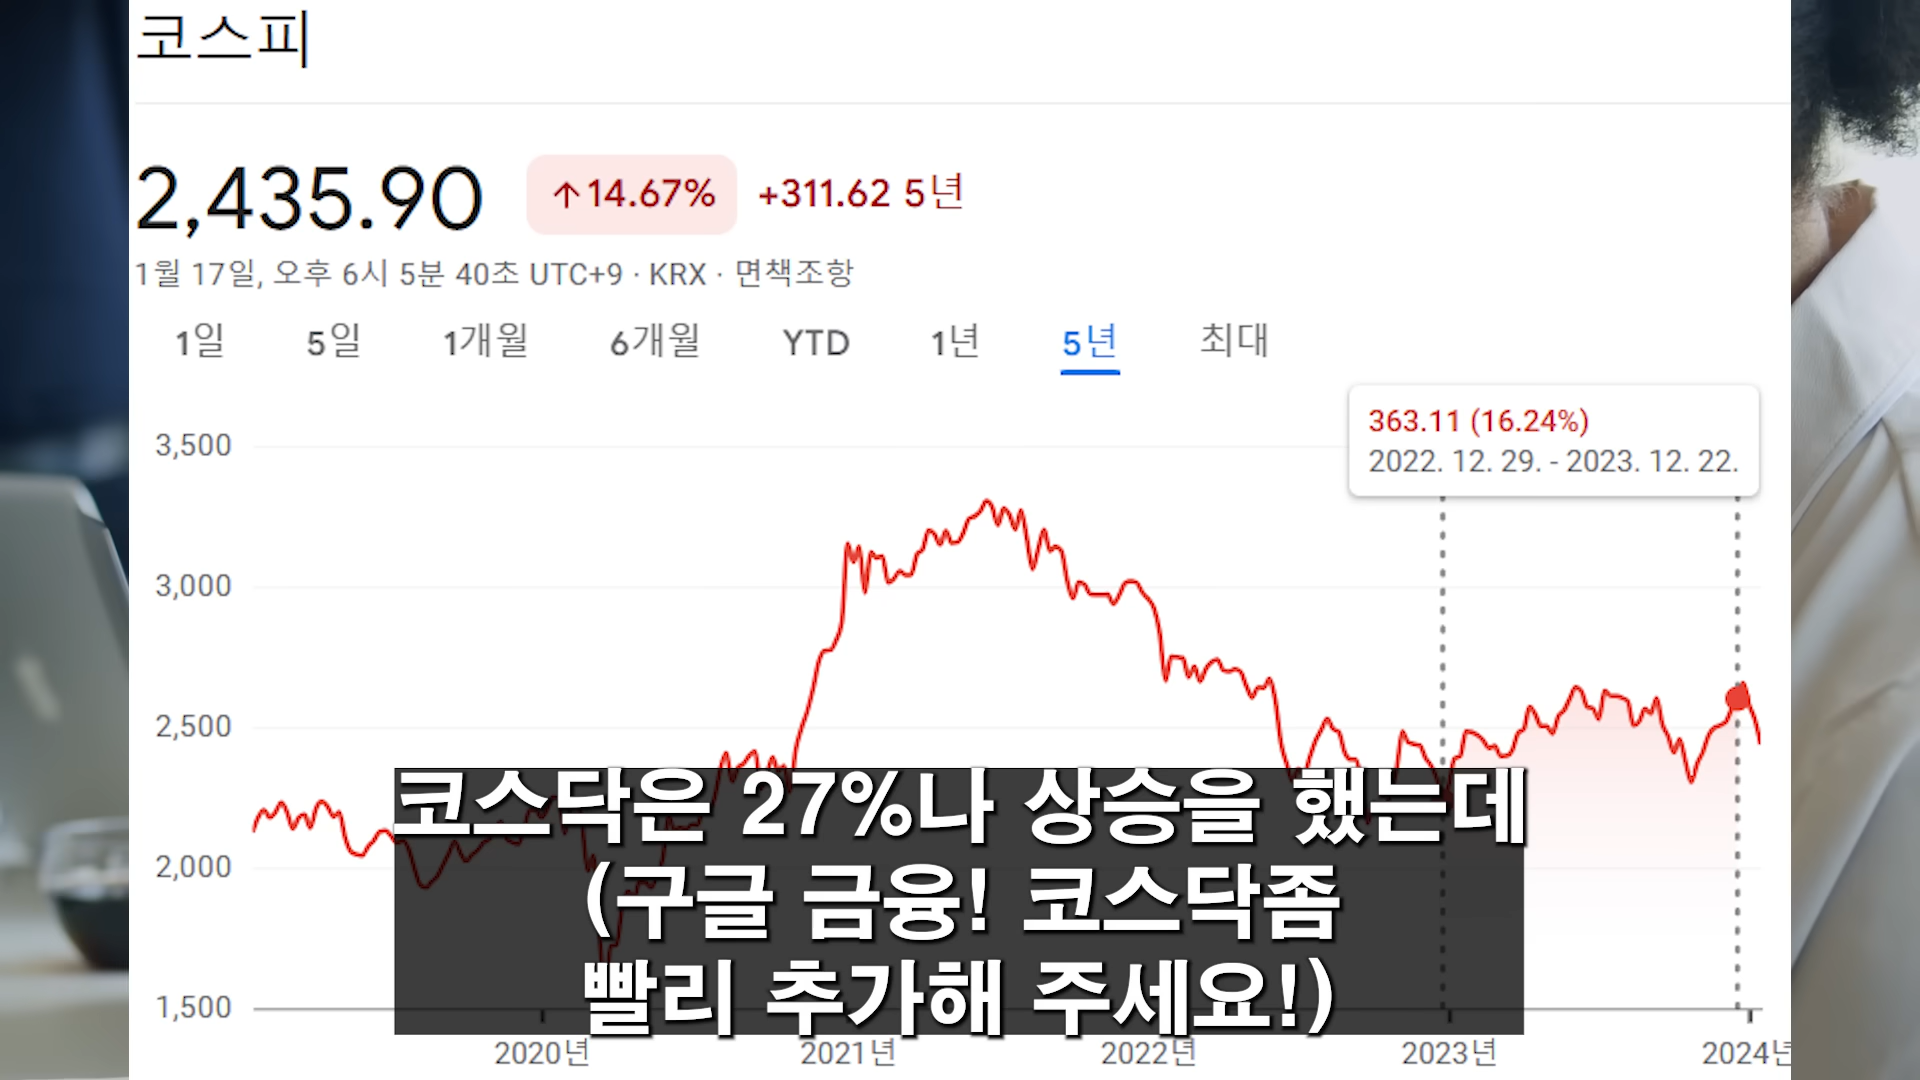 코스피
2,435.90 ↑14.67% +311.62 5년
1월 17일, 오후 6시 5분 40초 UTC+9 · KRX · 면책조항
1일 5일 1개월 6개월 YTD 1년 5년 최대
363.11 (16.24%)
2022. 12. 29. - 2023. 12. 22.
3,500
3,000
2,500
2,000
1,500
코스닥은 27%나 상승을 했는데
(구글 금융! 코스닥좀
빨리 추가해 주세요!)
2020년 2021년 2022년 2023년 2024년